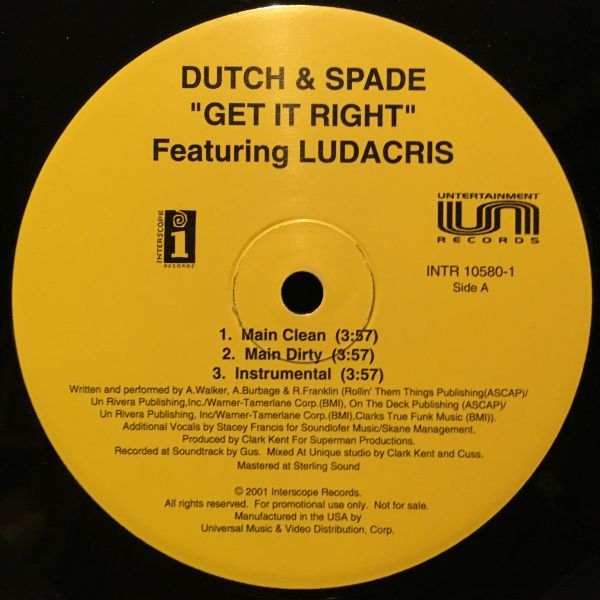 DUTCH & SPADE
"GET IT RIGHT"
Featuring LUDACRIS
INTERSCOPE
i
RECORDS
UNTERTAINMENT
UN
RECORDS
INTR 10580-1
Side A
1. Main Clean (3:57)
2. Main Dirty (3:57)
3. Instrumental (3:57)
Written and performed by A.Walker, A.Burbage & R.Franklin (Rollin' Them Things Publishing(ASCAP)/
Un Rivera Publishing,Inc./Warner-Tamerlane Corp.(BMI), On The Deck Publishing (ASCAP)/
Un Rivera Publishing, Inc/Warner-Tamerlane Corp.(BMI),Clarks True Funk Music (BMI)).
Additional Vocals by Stacey Francis for Soundlofer Music/Skane Management.
Produced by Clark Kent For Superman Productions.
Recorded at Soundtrack by Gus. Mixed At Unique studio by Clark Kent and Cuss.
Mastered at Sterling Sound
© 2001 Interscope Records.
All rights reserved. For promotional use only. Not for sale.
Manufactured in the USA by
Universal Music & Video Distribution, Corp.